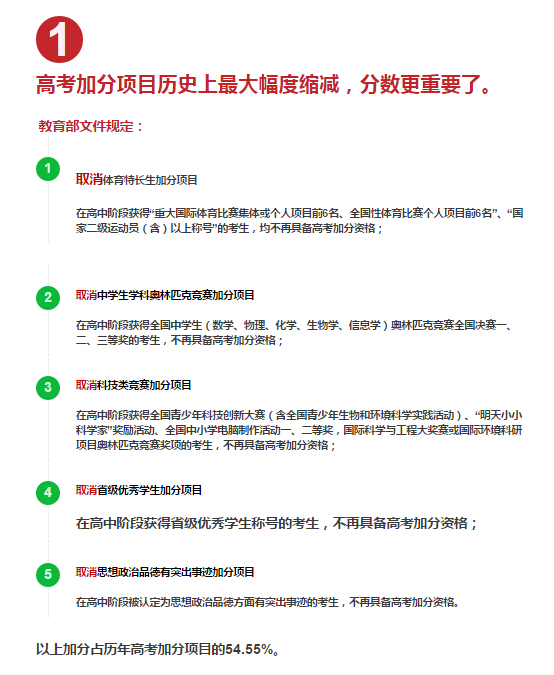 1
高考加分项目历史上最大幅度缩减，分数更重要了。
教育部文件规定：
1
取消体育特长生加分项目
在高中阶段获得“重大国际体育比赛集体或个人项目前6名、全国性体育比赛个人项目前6名”、“国
家二级运动员（含）以上称号”的考生，均不再具备高考加分资格；
2
取消中学生学科奥林匹克竞赛加分项目
在高中阶段获得全国中学生（数学、物理、化学、生物学、信息学）奥林匹克竞赛全国决赛一、
二、三等奖的考生，不再具备高考加分资格；
3
取消科技类竞赛加分项目
在高中阶段获得全国青少年科技创新大赛（含全国青少年生物和环境科学实践活动）、“明天小小
科学家”奖励活动、全国中小学电脑制作活动一、二等奖，国际科学与工程大奖赛或国际环境科研
项目奥林匹克竞赛奖项的考生，不再具备高考加分资格；
4
取消省级优秀学生加分项目
在高中阶段获得省级优秀学生称号的考生，不再具备高考加分资格；
5
取消思想政治品德有突出事迹加分项目
在高中阶段被认定为思想政治品德方面有突出事迹的考生，不再具备高考加分资格。
以上加分占历年高考加分项目的54.55%。